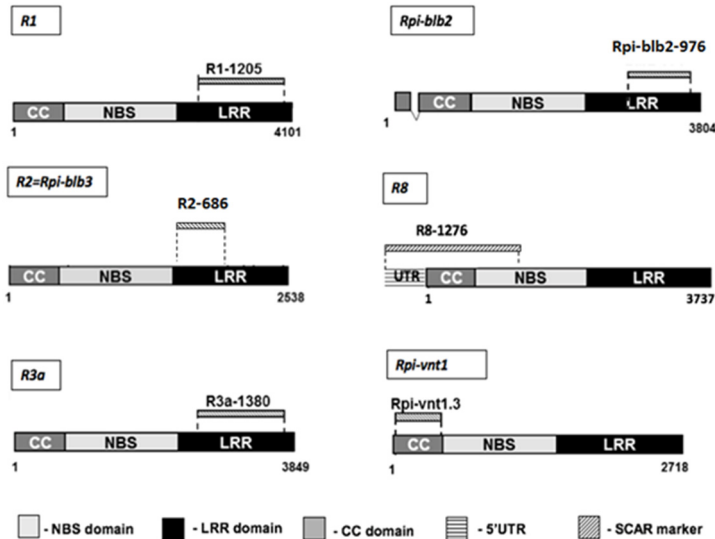 R1
R1-1205
CC NBS LRR
1 4101
Rpi-blb2
Rpi-blb2-976
CC NBS LRR
1 3804
R2=Rpi-blb3
R2-686
CC NBS LRR
1 2538
R8
R8-1276
UTR CC NBS LRR
1 3737
R3a
R3a-1380
CC NBS LRR
1 3849
Rpi-vnt1
Rpi-vnt1.3
CC NBS LRR
1 2718
- NBS domain - LRR domain - CC domain - 5'UTR - SCAR marker